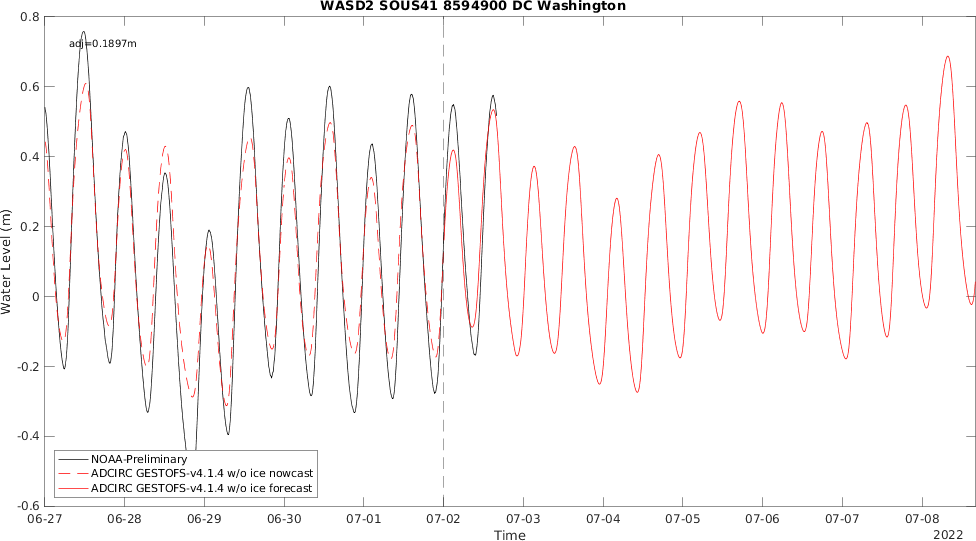 WASD2 SOUS41 8594900 DC Washington
0.8
adj=0.1897m
0.6
0.4
0.2
0
-0.2
-0.4
-0.6
Water Level (m)
NOAA-Preliminary
ADCIRC GESTOFS-v4.1.4 w/o ice nowcast
ADCIRC GESTOFS-v4.1.4 w/o ice forecast
06-27 06-28 06-29 06-30 07-01 07-02 07-03 07-04 07-05 07-06 07-07 07-08
Time
2022